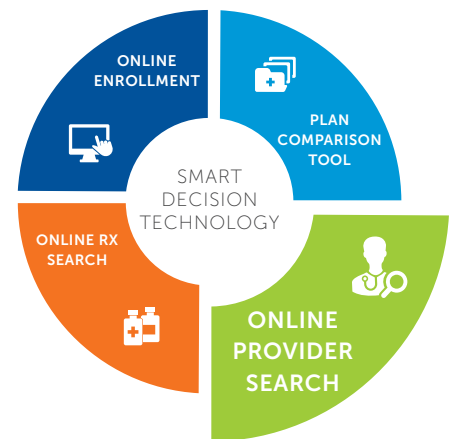 ONLINE
ENROLLMENT
PLAN
COMPARISON
TOOL
SMART
DECISION
TECHNOLOGY
ONLINE RX
SEARCH
ONLINE
PROVIDER
SEARCH